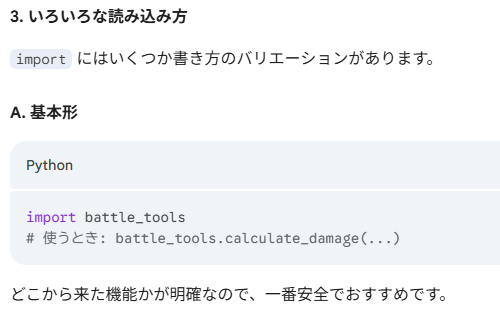 3. いろいろな読み込み方
import にはいくつか書き方のバリエーションがあります。
A. 基本形
Python
import battle_tools
# 使うとき: battle_tools.calculate_damage(...)
どこから来た機能かが明確なので、一番安全でおすすめです。